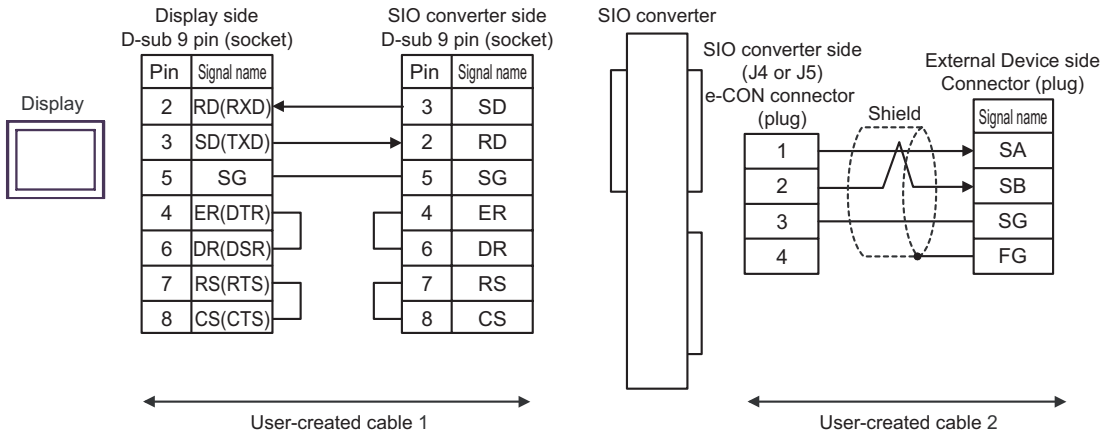 Display side
D-sub 9 pin (socket)
SIO converter side
D-sub 9 pin (socket)
SIO converter
SIO converter side
(J4 or J5)
e-CON connector
(plug)
External Device side
Connector (plug)
Display
Pin Signal name
2 RD(RXD)
3 SD(TXD)
5 SG
4 ER(DTR)
6 DR(DSR)
7 RS(RTS)
8 CS(CTS)
Pin Signal name
3 SD
2 RD
5 SG
4 ER
6 DR
7 RS
8 CS
Shield
1
2
3
4
Signal name
SA
SB
SG
FG
User-created cable 1
User-created cable 2